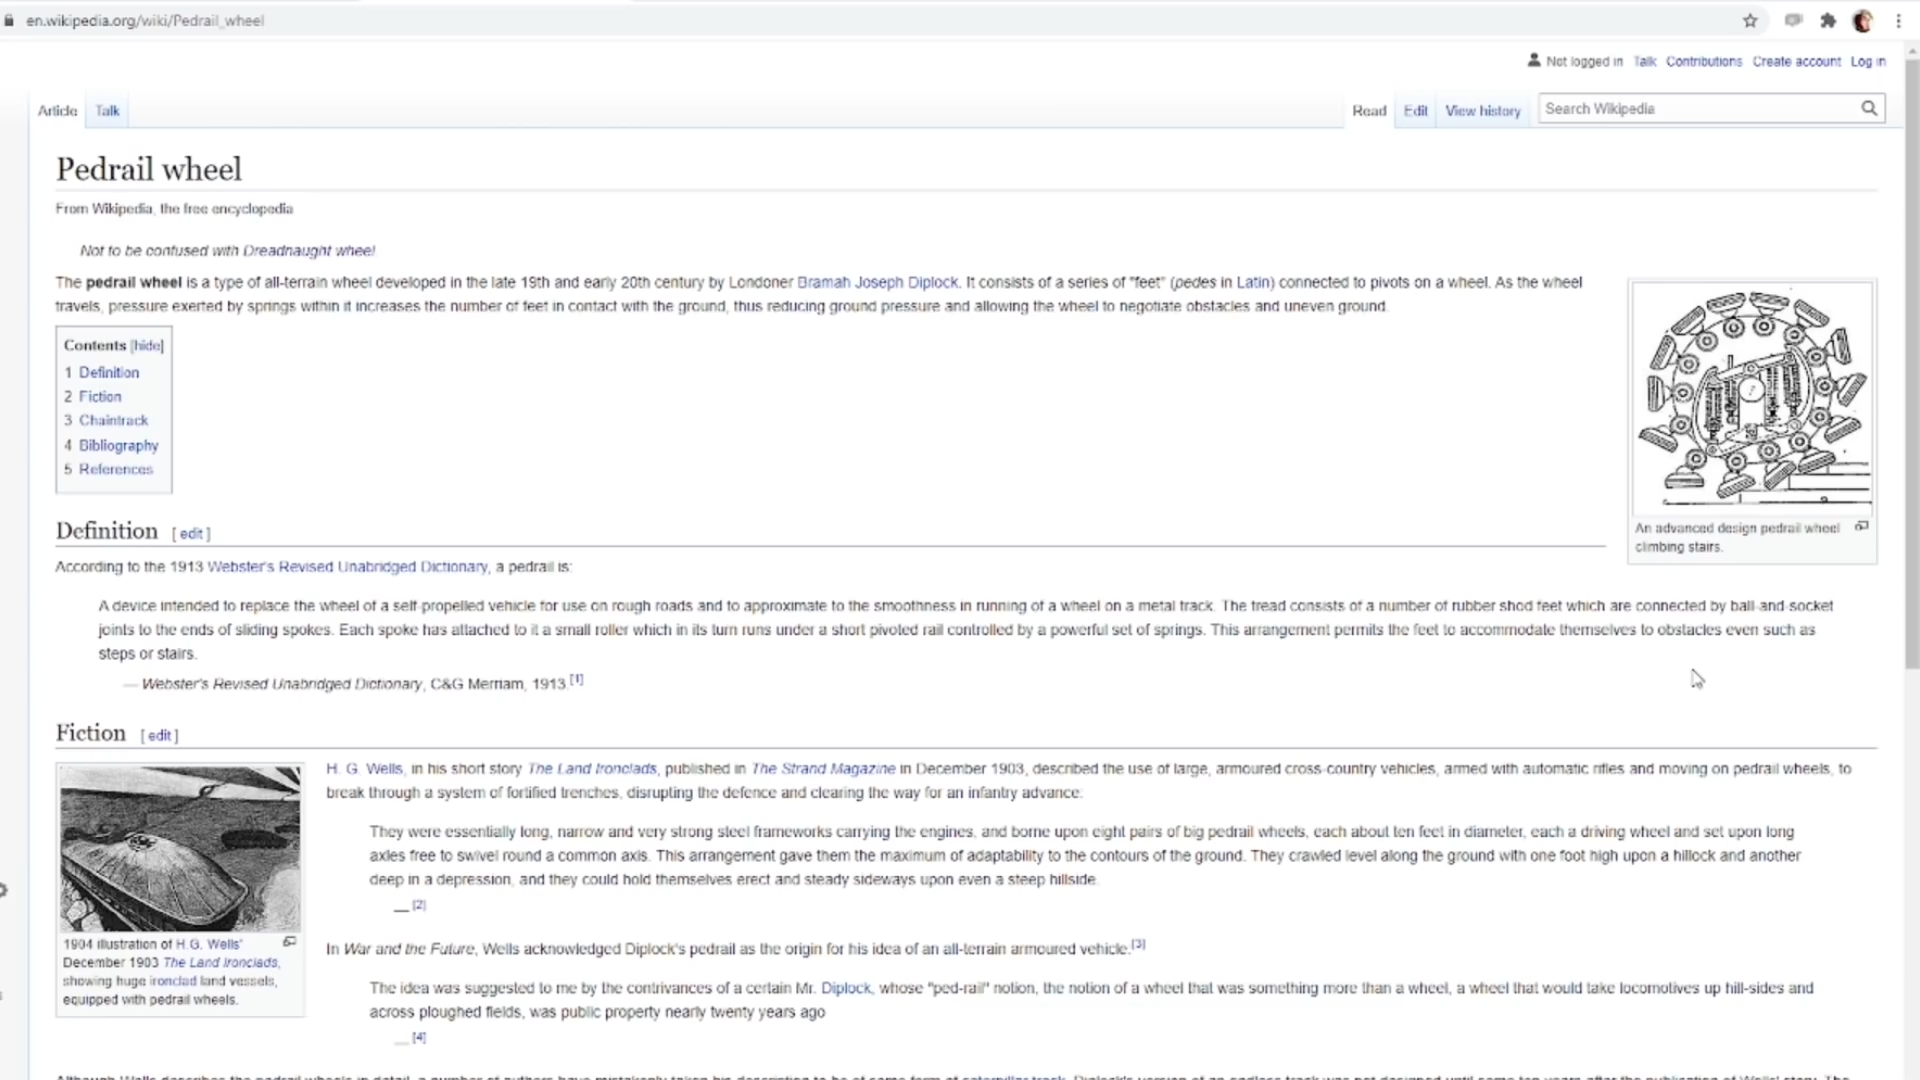 en.wikipedia.org/wiki/Pedrail_wheel
Not logged in Talk Contributions Create account Log in
Article Talk
Read Edit View history Search Wikipedia
Pedrail wheel
From Wikipedia, the free encyclopedia
Not to be confused with Dreadnaught wheel
The pedrail wheel is a type of all-terrain wheel developed in the late 19th and early 20th century by Londoner Bramah Joseph Diplock. It consists of a series of "feet" (pedes in Latin) connected to pivots on a wheel. As the wheel
travels, pressure exerted by springs within it increases the number of feet in contact with the ground, thus reducing ground pressure and allowing the wheel to negotiate obstacles and uneven ground.
Contents [hide]
1 Definition
2 Fiction
3 Chaintrack
4 Bibliography
5 References
An advanced design pedrail wheel
climbing stairs.
Definition [ edit ]
According to the 1913 Webster's Revised Unabridged Dictionary, a pedrail is:
A device intended to replace the wheel of a self-propelled vehicle for use on rough roads and to approximate to the smoothness in running of a wheel on a metal track. The tread consists of a number of rubber shod feet which are connected by ball-and-socket
joints to the ends of sliding spokes. Each spoke has attached to it a small roller which in its turn runs under a short pivoted rail controlled by a powerful set of springs. This arrangement permits the feet to accommodate themselves to obstacles even such as
steps or stairs.
— Webster's Revised Unabridged Dictionary, C&G Merriam, 1913.[1]
Fiction [ edit ]
H. G. Wells, in his short story The Land Ironclads, published in The Strand Magazine in December 1903, described the use of large, armoured cross-country vehicles, armed with automatic rifles and moving on pedrail wheels, to
break through a system of fortified trenches, disrupting the defence and clearing the way for an infantry advance:
They were essentially long, narrow and very strong steel frameworks carrying the engines, and borne upon eight pairs of big pedrail wheels, each about ten feet in diameter, each a driving wheel and set upon long
axles free to swivel round a common axis. This arrangement gave them the maximum of adaptability to the contours of the ground. They crawled level along the ground with one foot high upon a hillock and another
deep in a depression, and they could hold themselves erect and steady sideways upon even a steep hillside.
— [2]
1904 illustration of H.G. Wells'
December 1903 The Land Ironclads,
showing huge ironclad land vessels,
equipped with pedrail wheels.
In War and the Future, Wells acknowledged Diplock's pedrail as the origin for his idea of an all-terrain armoured vehicle.[3]
The idea was suggested to me by the contrivances of a certain Mr. Diplock, whose "ped-rail" notion, the notion of a wheel that was something more than a wheel, a wheel that would take locomotives up hill-sides and
across ploughed fields, was public property nearly twenty years ago
— [4]